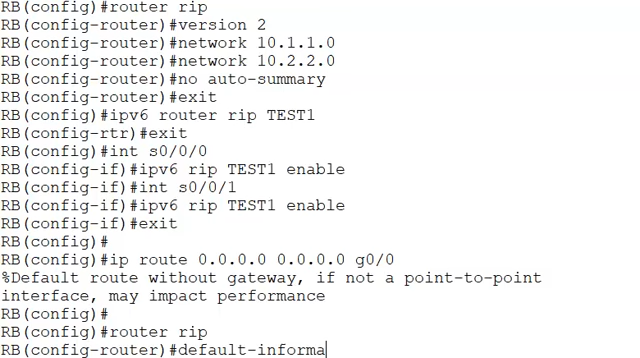 RB(config)#router rip
RB(config-router)#version 2
RB(config-router)#network 10.1.1.0
RB(config-router)#network 10.2.2.0
RB(config-router)#no auto-summary
RB(config-router)#exit
RB(config)#ipv6 router rip TEST1
RB(config-rtr)#exit
RB(config)#int s0/0/0
RB(config-if)#ipv6 rip TEST1 enable
RB(config-if)#int s0/0/1
RB(config-if)#ipv6 rip TEST1 enable
RB(config-if)#exit
RB(config)#
RB(config)#ip route 0.0.0.0 0.0.0.0 g0/0
%Default route without gateway, if not a point-to-point
interface, may impact performance
RB(config)#
RB(config)#router rip
RB(config-router)#default-informa